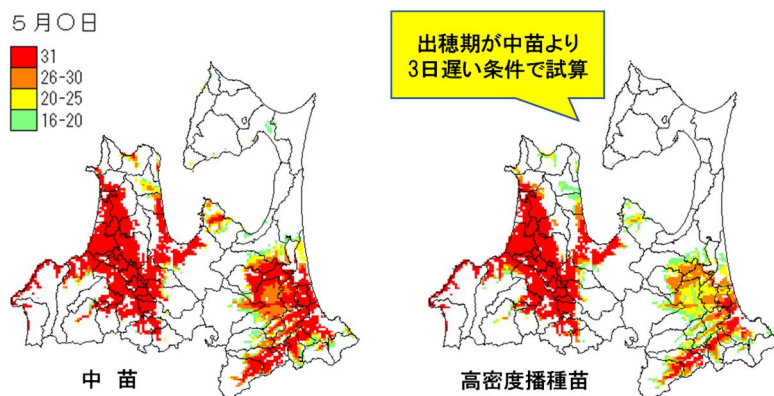 5月〇日
31
26-30
20-25
16-20
出穂期が中苗より
3日遅い条件で試算
中 苗
高密度播種苗